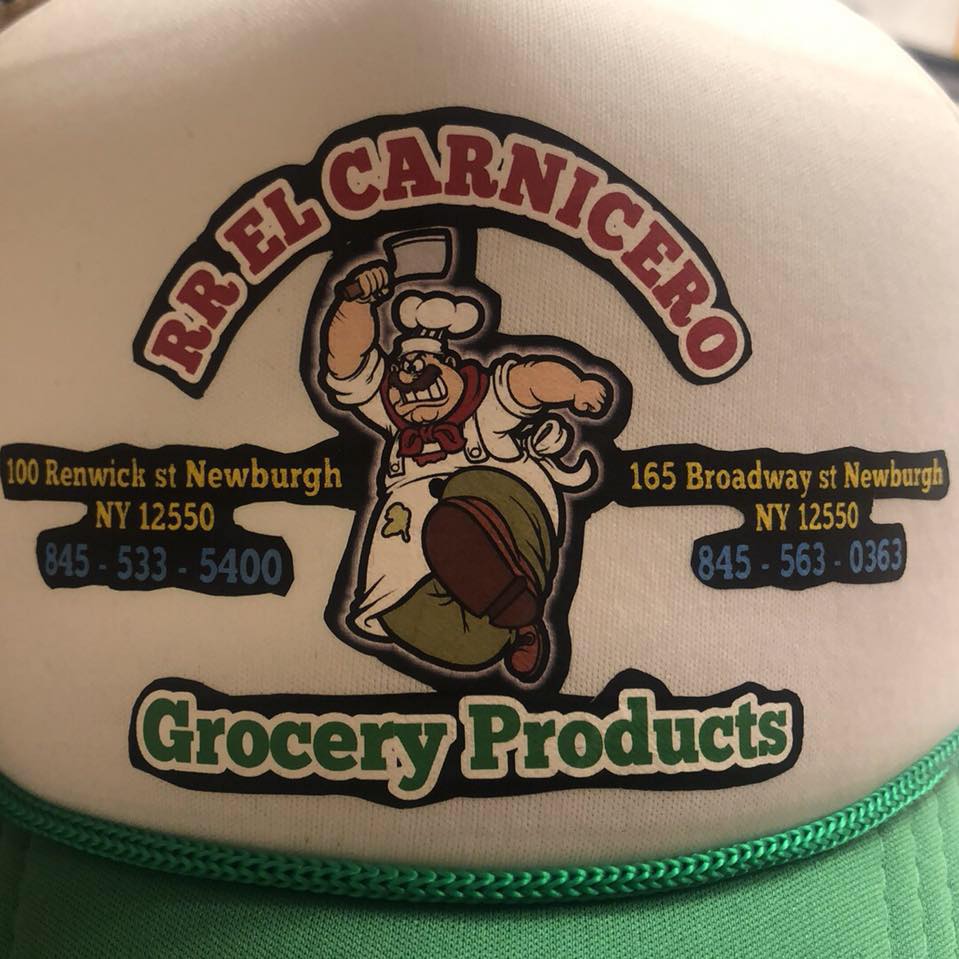 RR EL CARNICERO
100 Renwick st Newburgh
NY 12550
845 - 533 - 5400
165 Broadway st Newburgh
NY 12550
845 - 563 - 0363
Grocery Products